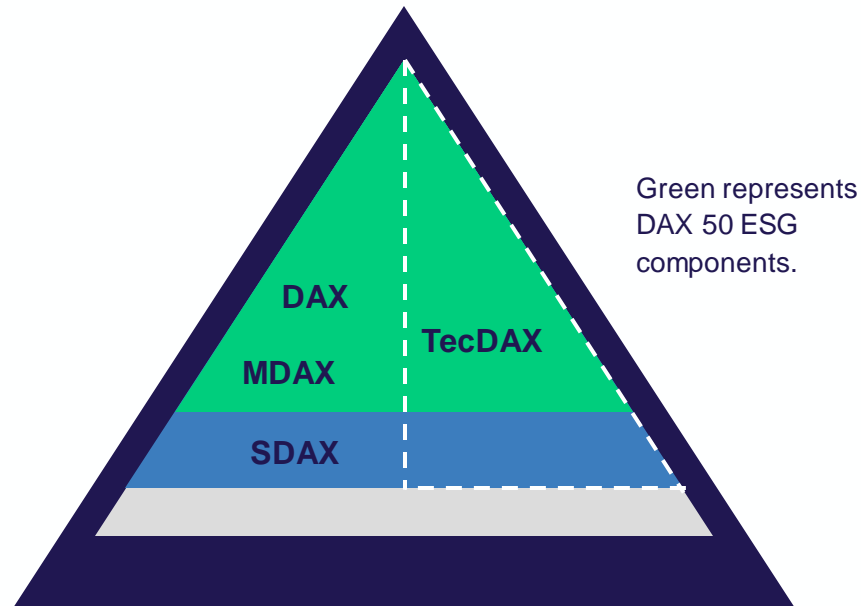 Green represents
DAX 50 ESG
components.
DAX
TecDAX
MDAX
SDAX